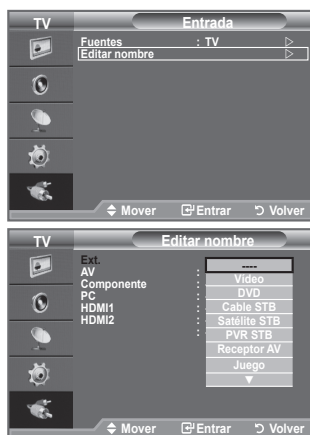 TV Entrada
Fuentes : TV ▷
Editar nombre ▷
Mover Entrar Volver
TV Editar nombre
Ext. ----
AV :
Componente : Vídeo
PC : DVD
HDMI1 : Cable STB
HDMI2 : Satélite STB
PVR STB
Receptor AV
Juego
▼
Mover Entrar Volver